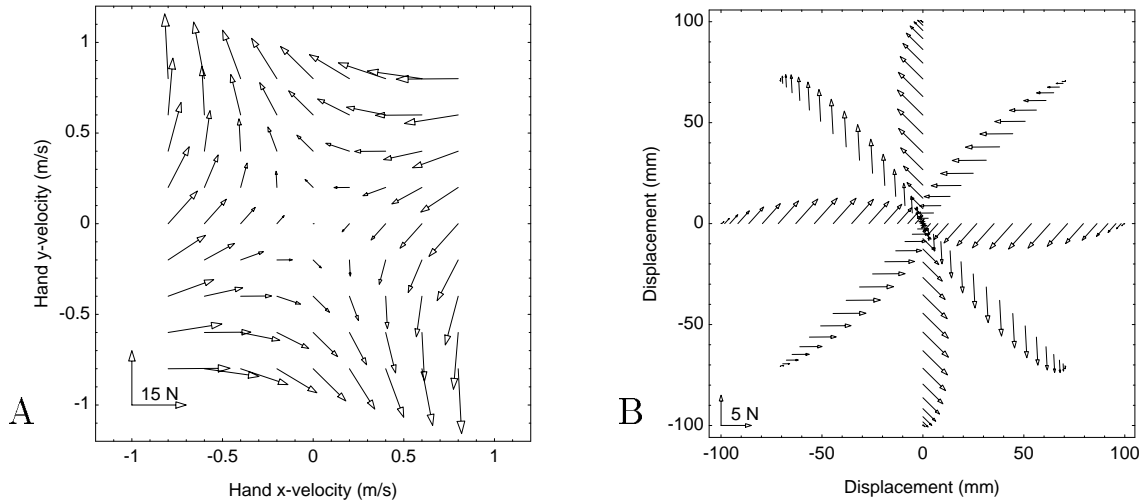 1
0.5
0
-0.5
-1
Hand y-velocity (m/s)
15 N
-1
-0.5
0
0.5
1
Hand x-velocity (m/s)
A
100
50
0
-50
-100
Displacement (mm)
5 N
-100
-50
0
50
100
Displacement (mm)
B